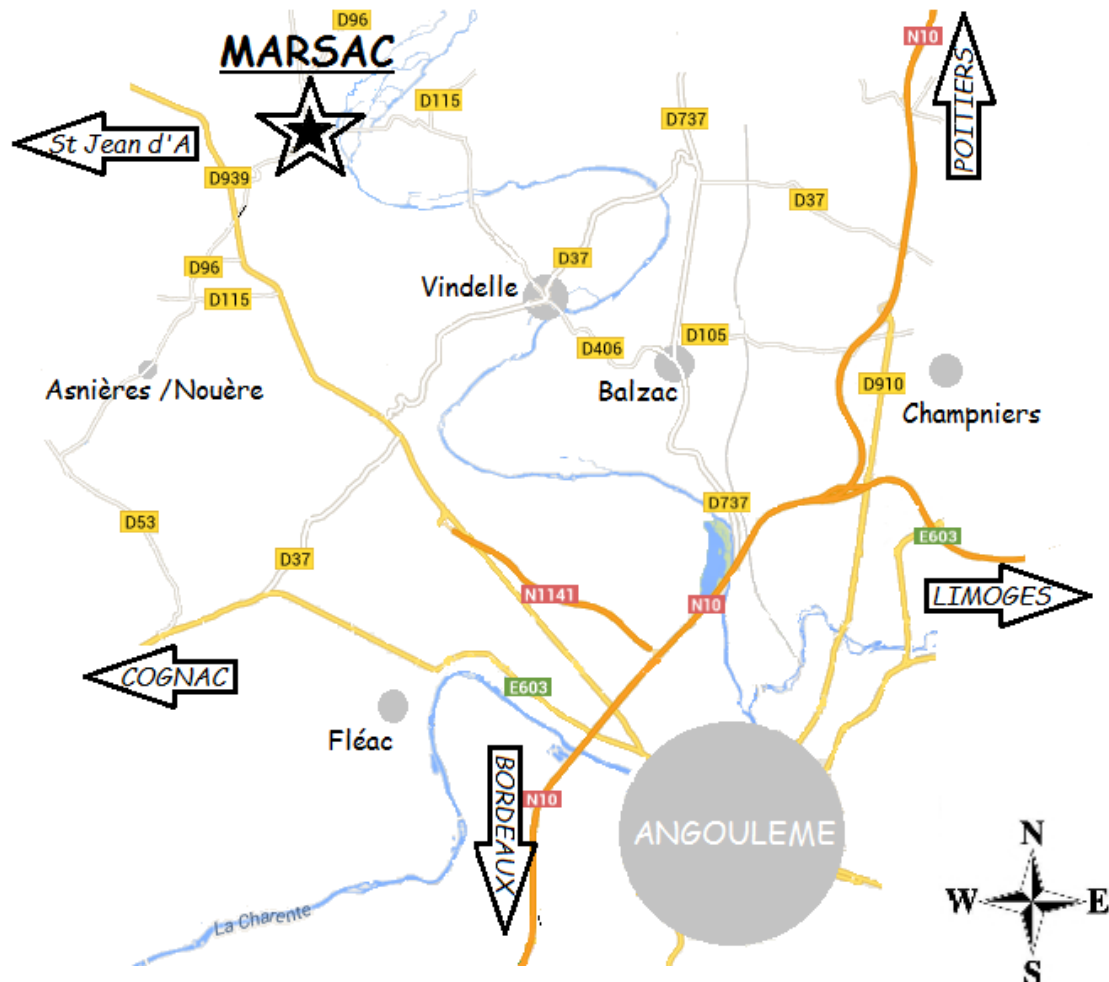 D96
N10
MARSAC
POITIERS
D115
D737
St Jean d'A
D939
D37
D96
D37
Vindelle
D115
D105
D406
Asnières /Nouère
Balzac
D910
Champniers
D737
D53
E603
D37
N1141
N10
LIMOGES
COGNAC
E603
Fléac
BORDEAUX
N10
ANGOULEME
N
W
E
S
La Charente